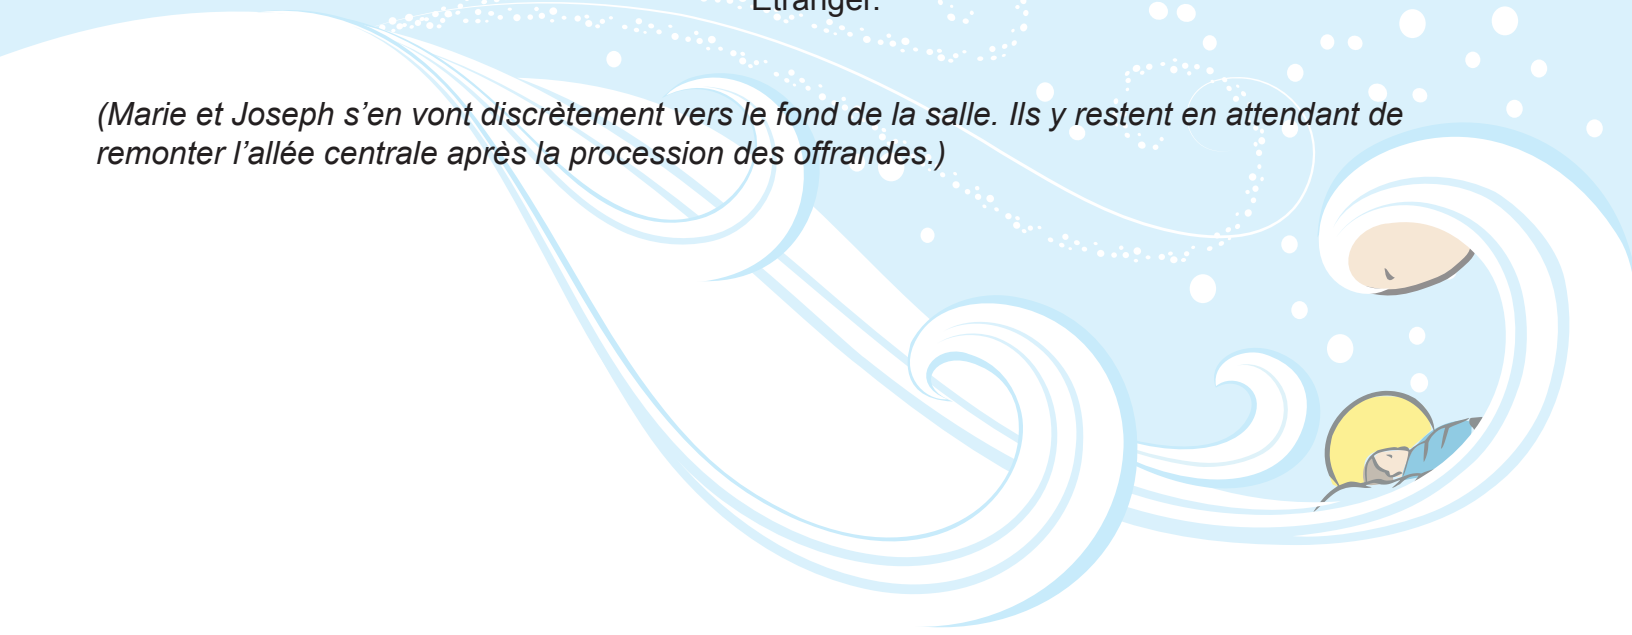 Etranger.
(Marie et Joseph s’en vont discrètement vers le fond de la salle. Ils y restent en attendant de
remonter l’allée centrale après la procession des offrandes.)